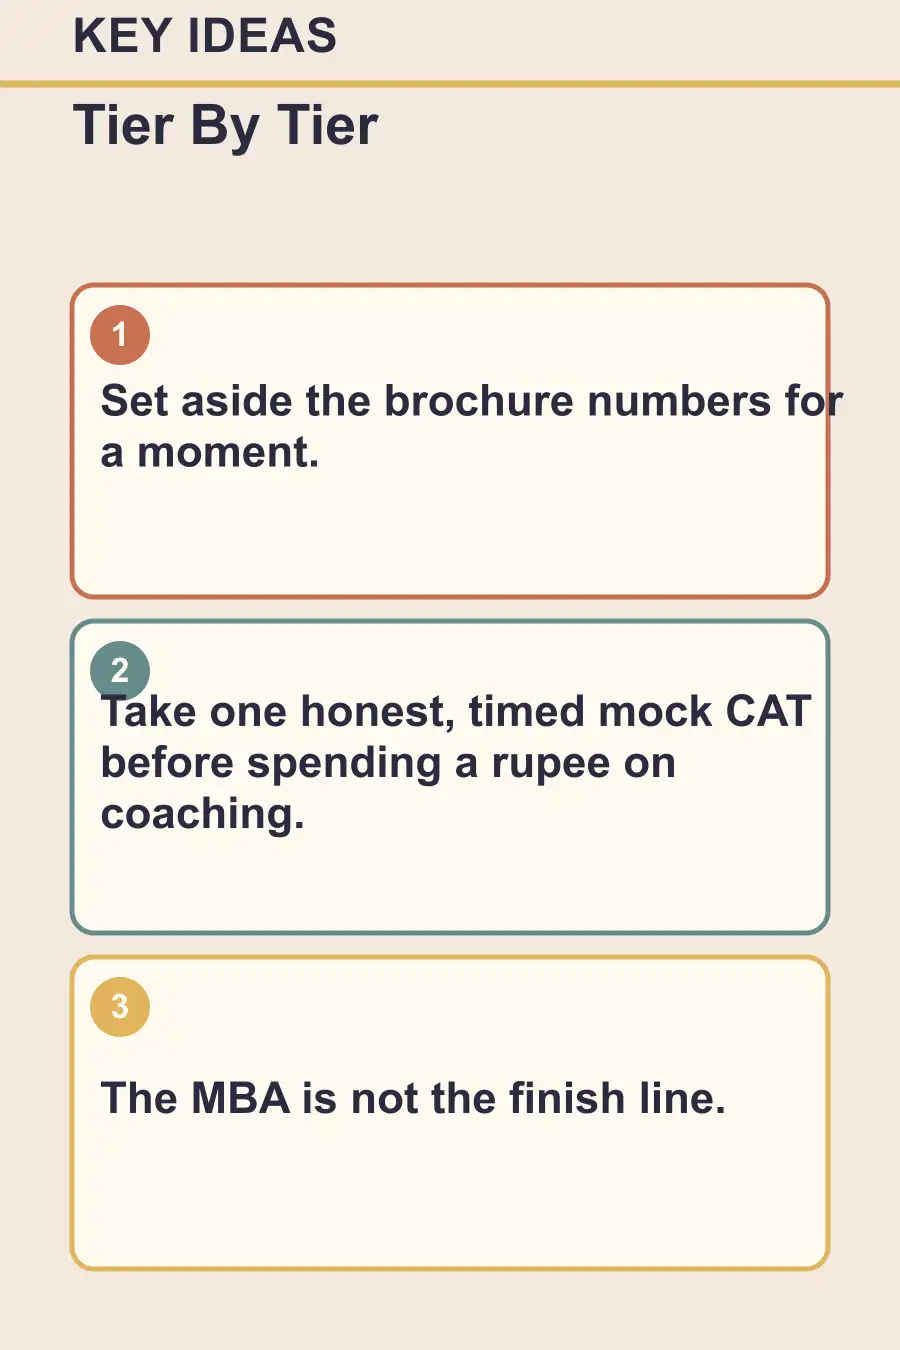 KEY IDEAS
Tier By Tier
1
Set aside the brochure numbers for
a moment.
2
Take one honest, timed mock CAT
before spending a rupee on
coaching.
3
The MBA is not the finish line.